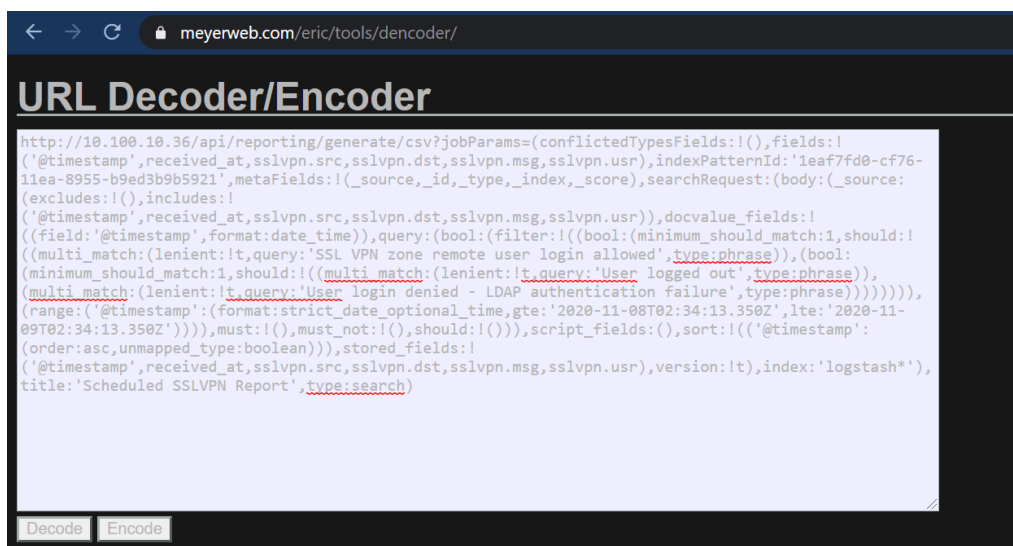 meyerweb.com/eric/tools/dencoder/
URL Decoder/Encoder
http://10.100.10.36/api/reporting/generate/csv?jobParams=(conflictedTypesFields:!(),fields:!
('@timestamp',received_at,sslvpn.src,sslvpn.dst,sslvpn.msg,sslvpn.usr),indexPatternId:'1eaf7fd0-cf76-
11ea-8955-b9ed3b9b5921',metaFields:!(_source,_id,_type,_index,_score),searchRequest:(body:(_source:
(excludes:!(),includes:!
('@timestamp',received_at,sslvpn.src,sslvpn.dst,sslvpn.msg,sslvpn.usr)),docvalue_fields:!
((field:'@timestamp',format:date_time)),query:(bool:(filter:!((bool:(minimum_should_match:1,should:!
((multi_match:(lenient:!t,query:'SSL VPN zone remote user login allowed',type:phrase)),(bool:
(minimum_should_match:1,should:!((multi_match:(lenient:!t,query:'User logged out',type:phrase)),
(multi_match:(lenient:!t,query:'User login denied - LDAP authentication failure',type:phrase)))))))),
(range:('@timestamp':(format:strict_date_optional_time,gte:'2020-11-08T02:34:13.350Z',lte:'2020-11-
09T02:34:13.350Z')))),must:!(),must_not:!(),should:!())),script_fields:(),sort:!(('@timestamp':
(order:asc,unmapped_type:boolean))),stored_fields:!
('@timestamp',received_at,sslvpn.src,sslvpn.dst,sslvpn.msg,sslvpn.usr),version:!t),index:'logstash*'),
title:'Scheduled SSLVPN Report',type:search)
Decode Encode